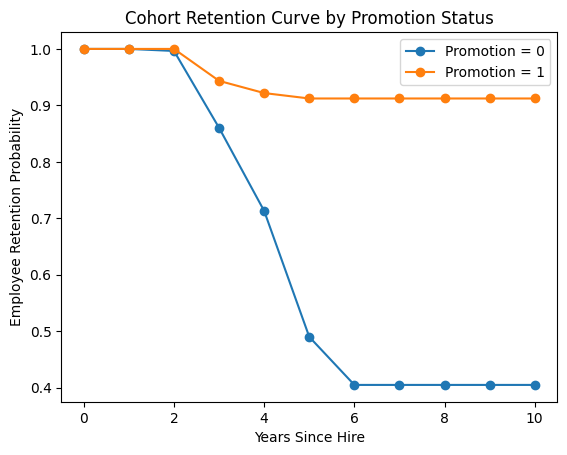 Cohort Retention Curve by Promotion Status
Promotion = 0
Promotion = 1
Employee Retention Probability
1.0
0.9
0.8
0.7
0.6
0.5
0.4
0 2 4 6 8 10
Years Since Hire